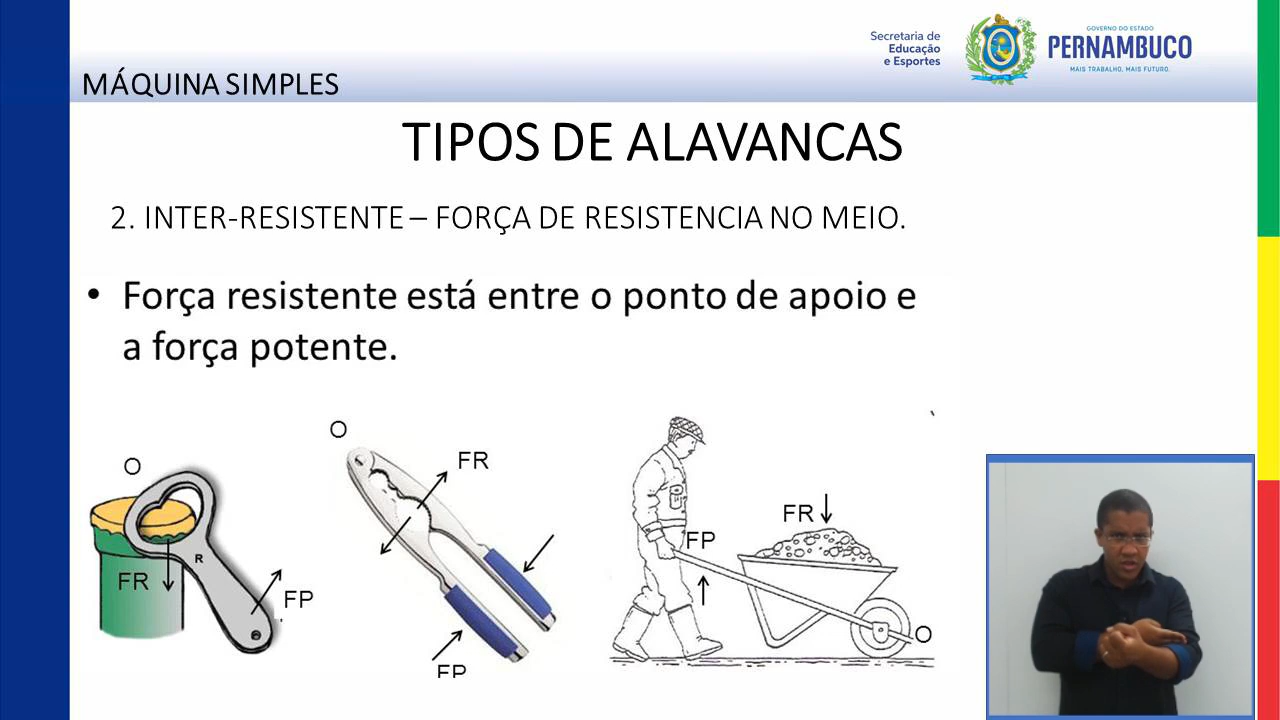 Secretaria de
Educação
e Esportes
GOVERNO DO ESTADO
PERNAMBUCO
MAIS TRABALHO, MAIS FUTURO.
MÁQUINA SIMPLES
TIPOS DE ALAVANCAS
2. INTER-RESISTENTE – FORÇA DE RESISTENCIA NO MEIO.
• Força resistente está entre o ponto de apoio e
a força potente.
O
R
FR
FP
O
FR
FP
FR
FP
O